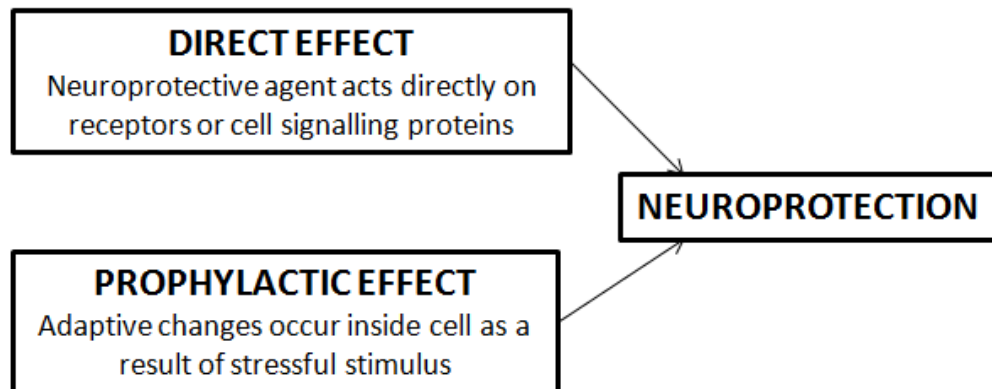 DIRECT EFFECT
Neuroprotective agent acts directly on
receptors or cell signalling proteins
NEUROPROTECTION
PROPHYLACTIC EFFECT
Adaptive changes occur inside cell as a
result of stressful stimulus